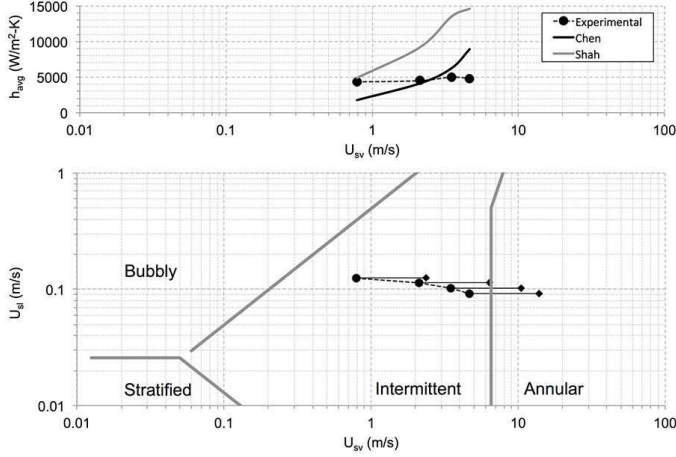 15000
10000
5000
0
h_avg (W/m²-K)
Experimental
Chen
Shah
0.01 0.1 1 10 100
U_sv (m/s)
1
0.1
0.01
U_sl (m/s)
Bubbly
Stratified Intermittent Annular
0.01 0.1 1 10 100
U_sv (m/s)